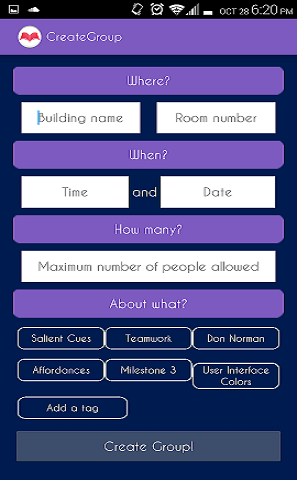 OCT 28 6:20 PM
CreateGroup
Where?
Building name Room number
When?
Time and Date
How many?
Maximum number of people allowed
About what?
Salient Cues Teamwork Don Norman
Affordances Milestone 3 User Interface
Colors
Add a tag
Create Group!